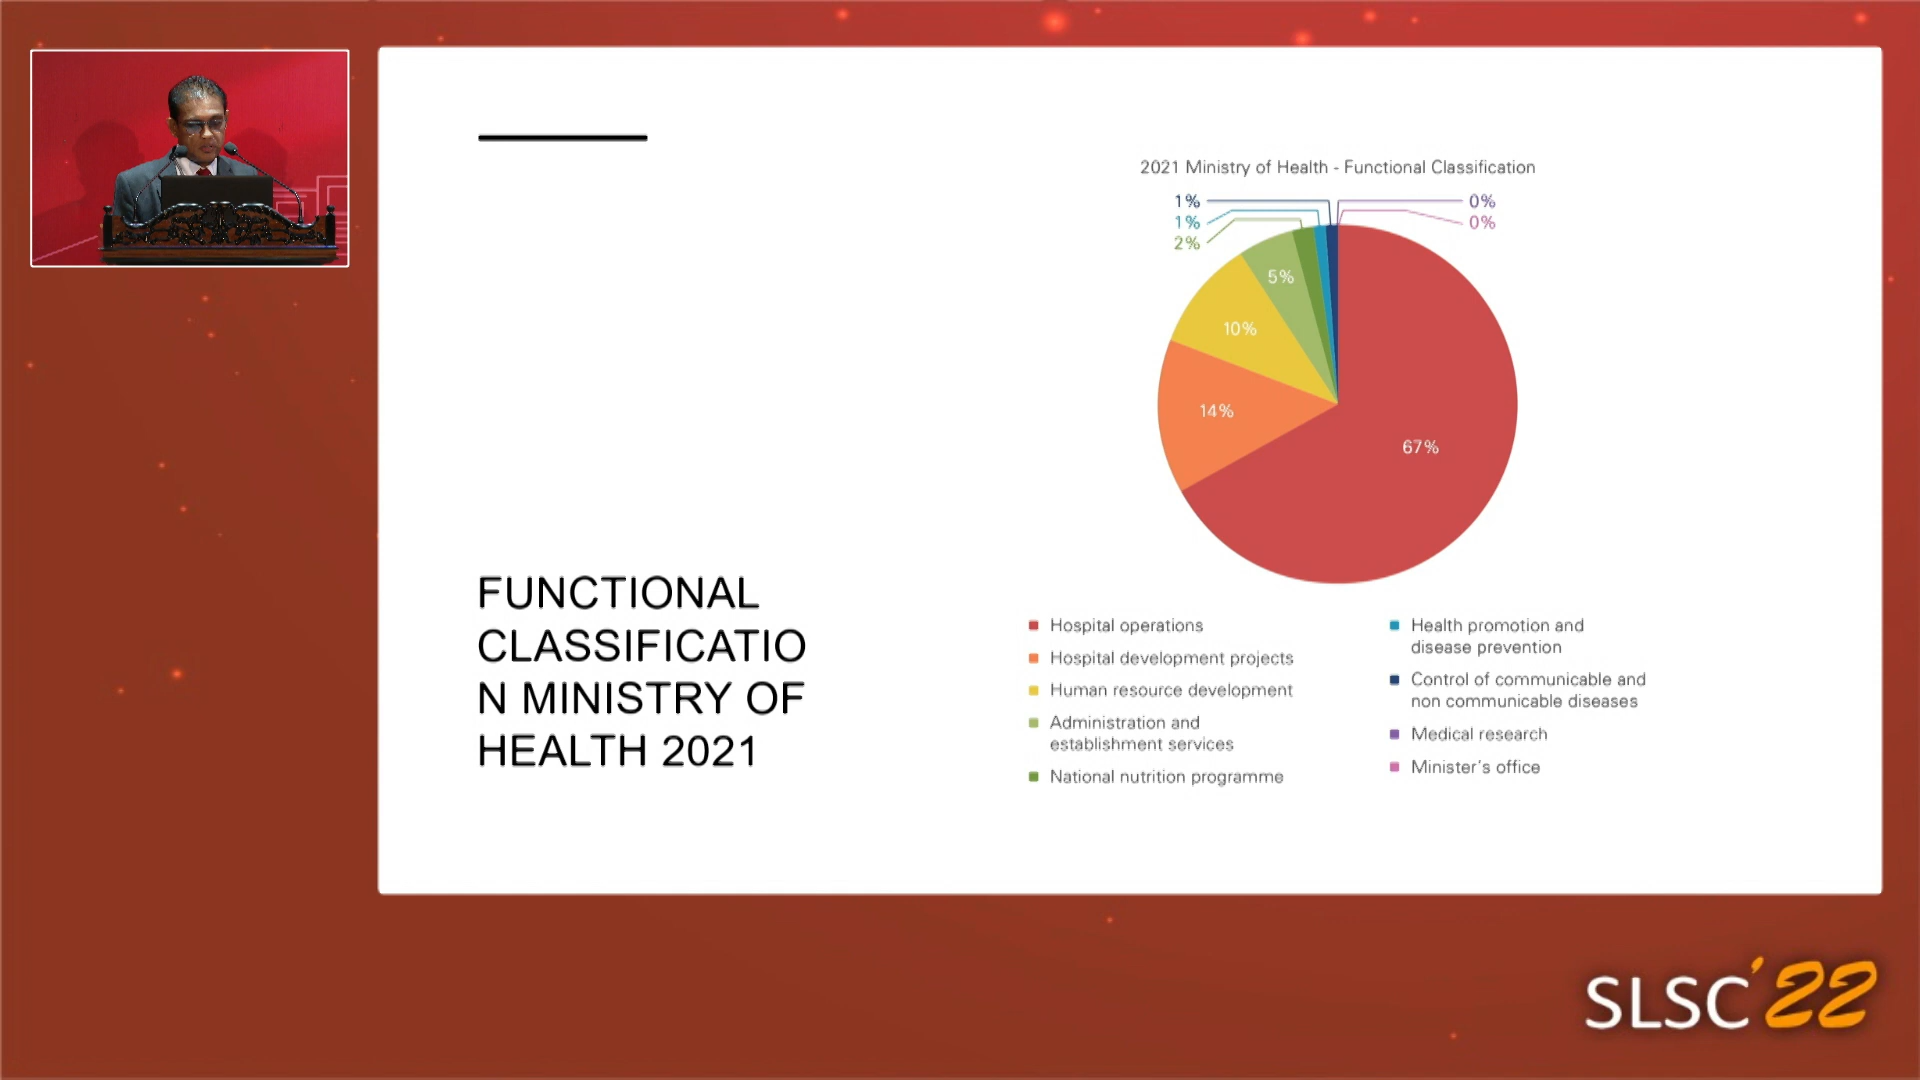 FUNCTIONAL
CLASSIFICATIO
N MINISTRY OF
HEALTH 2021
2021 Ministry of Health - Functional Classification
1%
1%
2%
0%
0%
5%
10%
14%
67%
Hospital operations
Hospital development projects
Human resource development
Administration and
establishment services
National nutrition programme
Health promotion and
disease prevention
Control of communicable and
non communicable diseases
Medical research
Minister's office
SLSC'22